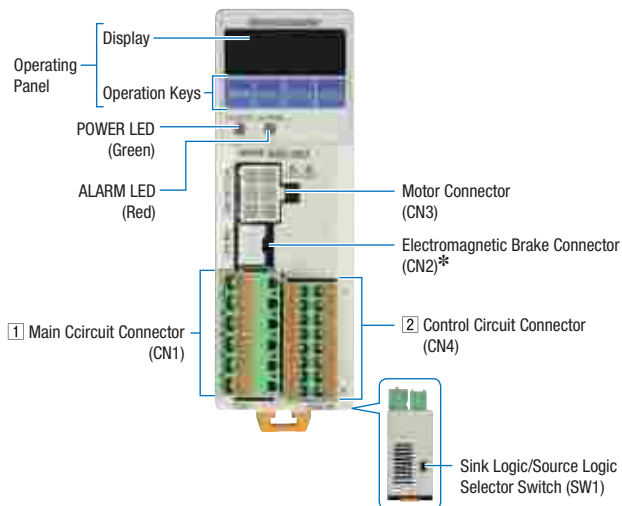 Display
Operating
Panel
Operation Keys
POWER LED
(Green)
ALARM LED
(Red)
Motor Connector
(CN3)
Electromagnetic Brake Connector
(CN2)*
1 Main Ccircuit Connector
(CN1)
2 Control Circuit Connector
(CN4)
Sink Logic/Source Logic
Selector Switch (SW1)